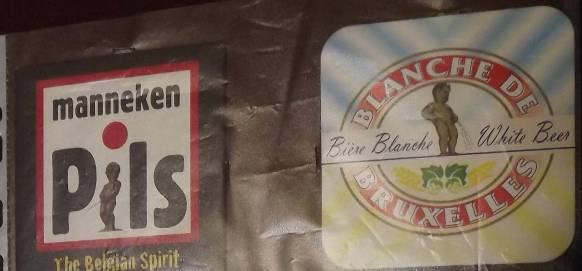 manneken
Pils
The Belgian Spirit
BLANCHE DE
Bière Blanche White Beer
BRUXELLES